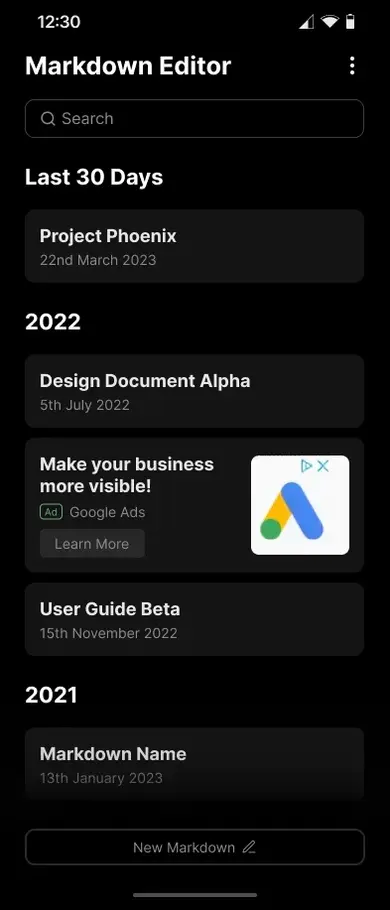 12:30
Markdown Editor
Search
Last 30 Days
Project Phoenix
22nd March 2023
2022
Design Document Alpha
5th July 2022
Make your business
more visible!
Ad Google Ads
Learn More
User Guide Beta
15th November 2022
2021
Markdown Name
13th January 2023
New Markdown